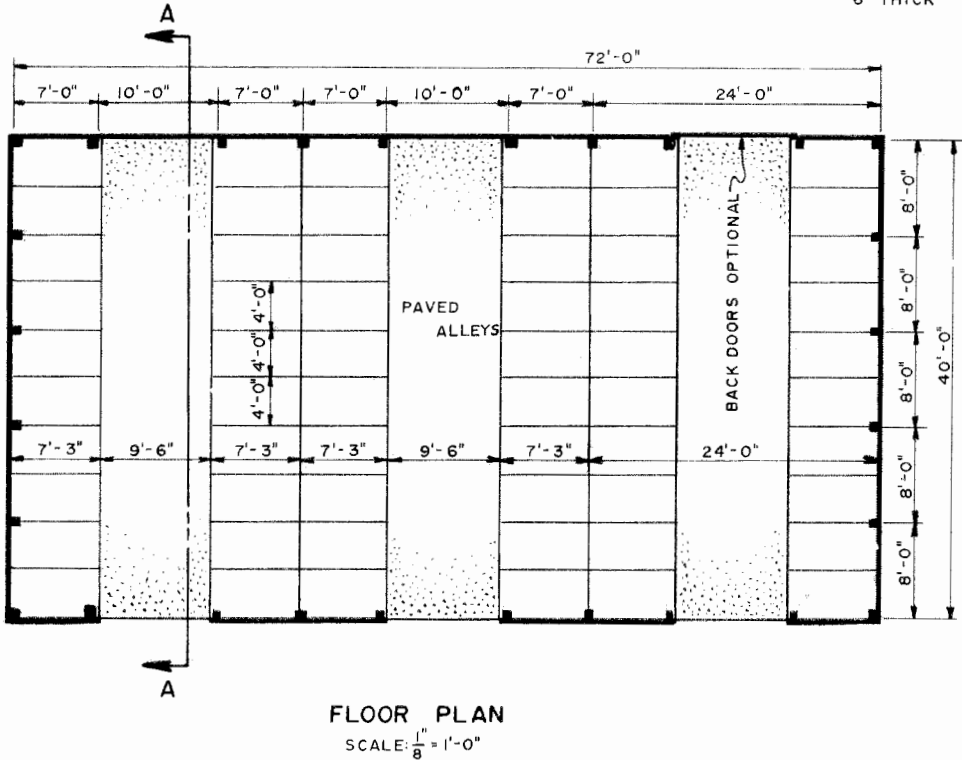 6" THICK
A
72'-0"
7'-0" 10'-0" 7'-0" 7'-0" 10'-0" 7'-0" 24'-0"
8'-0"
8'-0"
8'-0"
8'-0"
8'-0"
40'-0"
BACK DOORS OPTIONAL
4'-0"
4'-0"
4'-0"
PAVED
ALLEYS
7'-3" 9'-6" 7'-3" 7'-3" 9'-6" 7'-3" 24'-0"
A
FLOOR PLAN
SCALE: 1/8" = 1'-0"